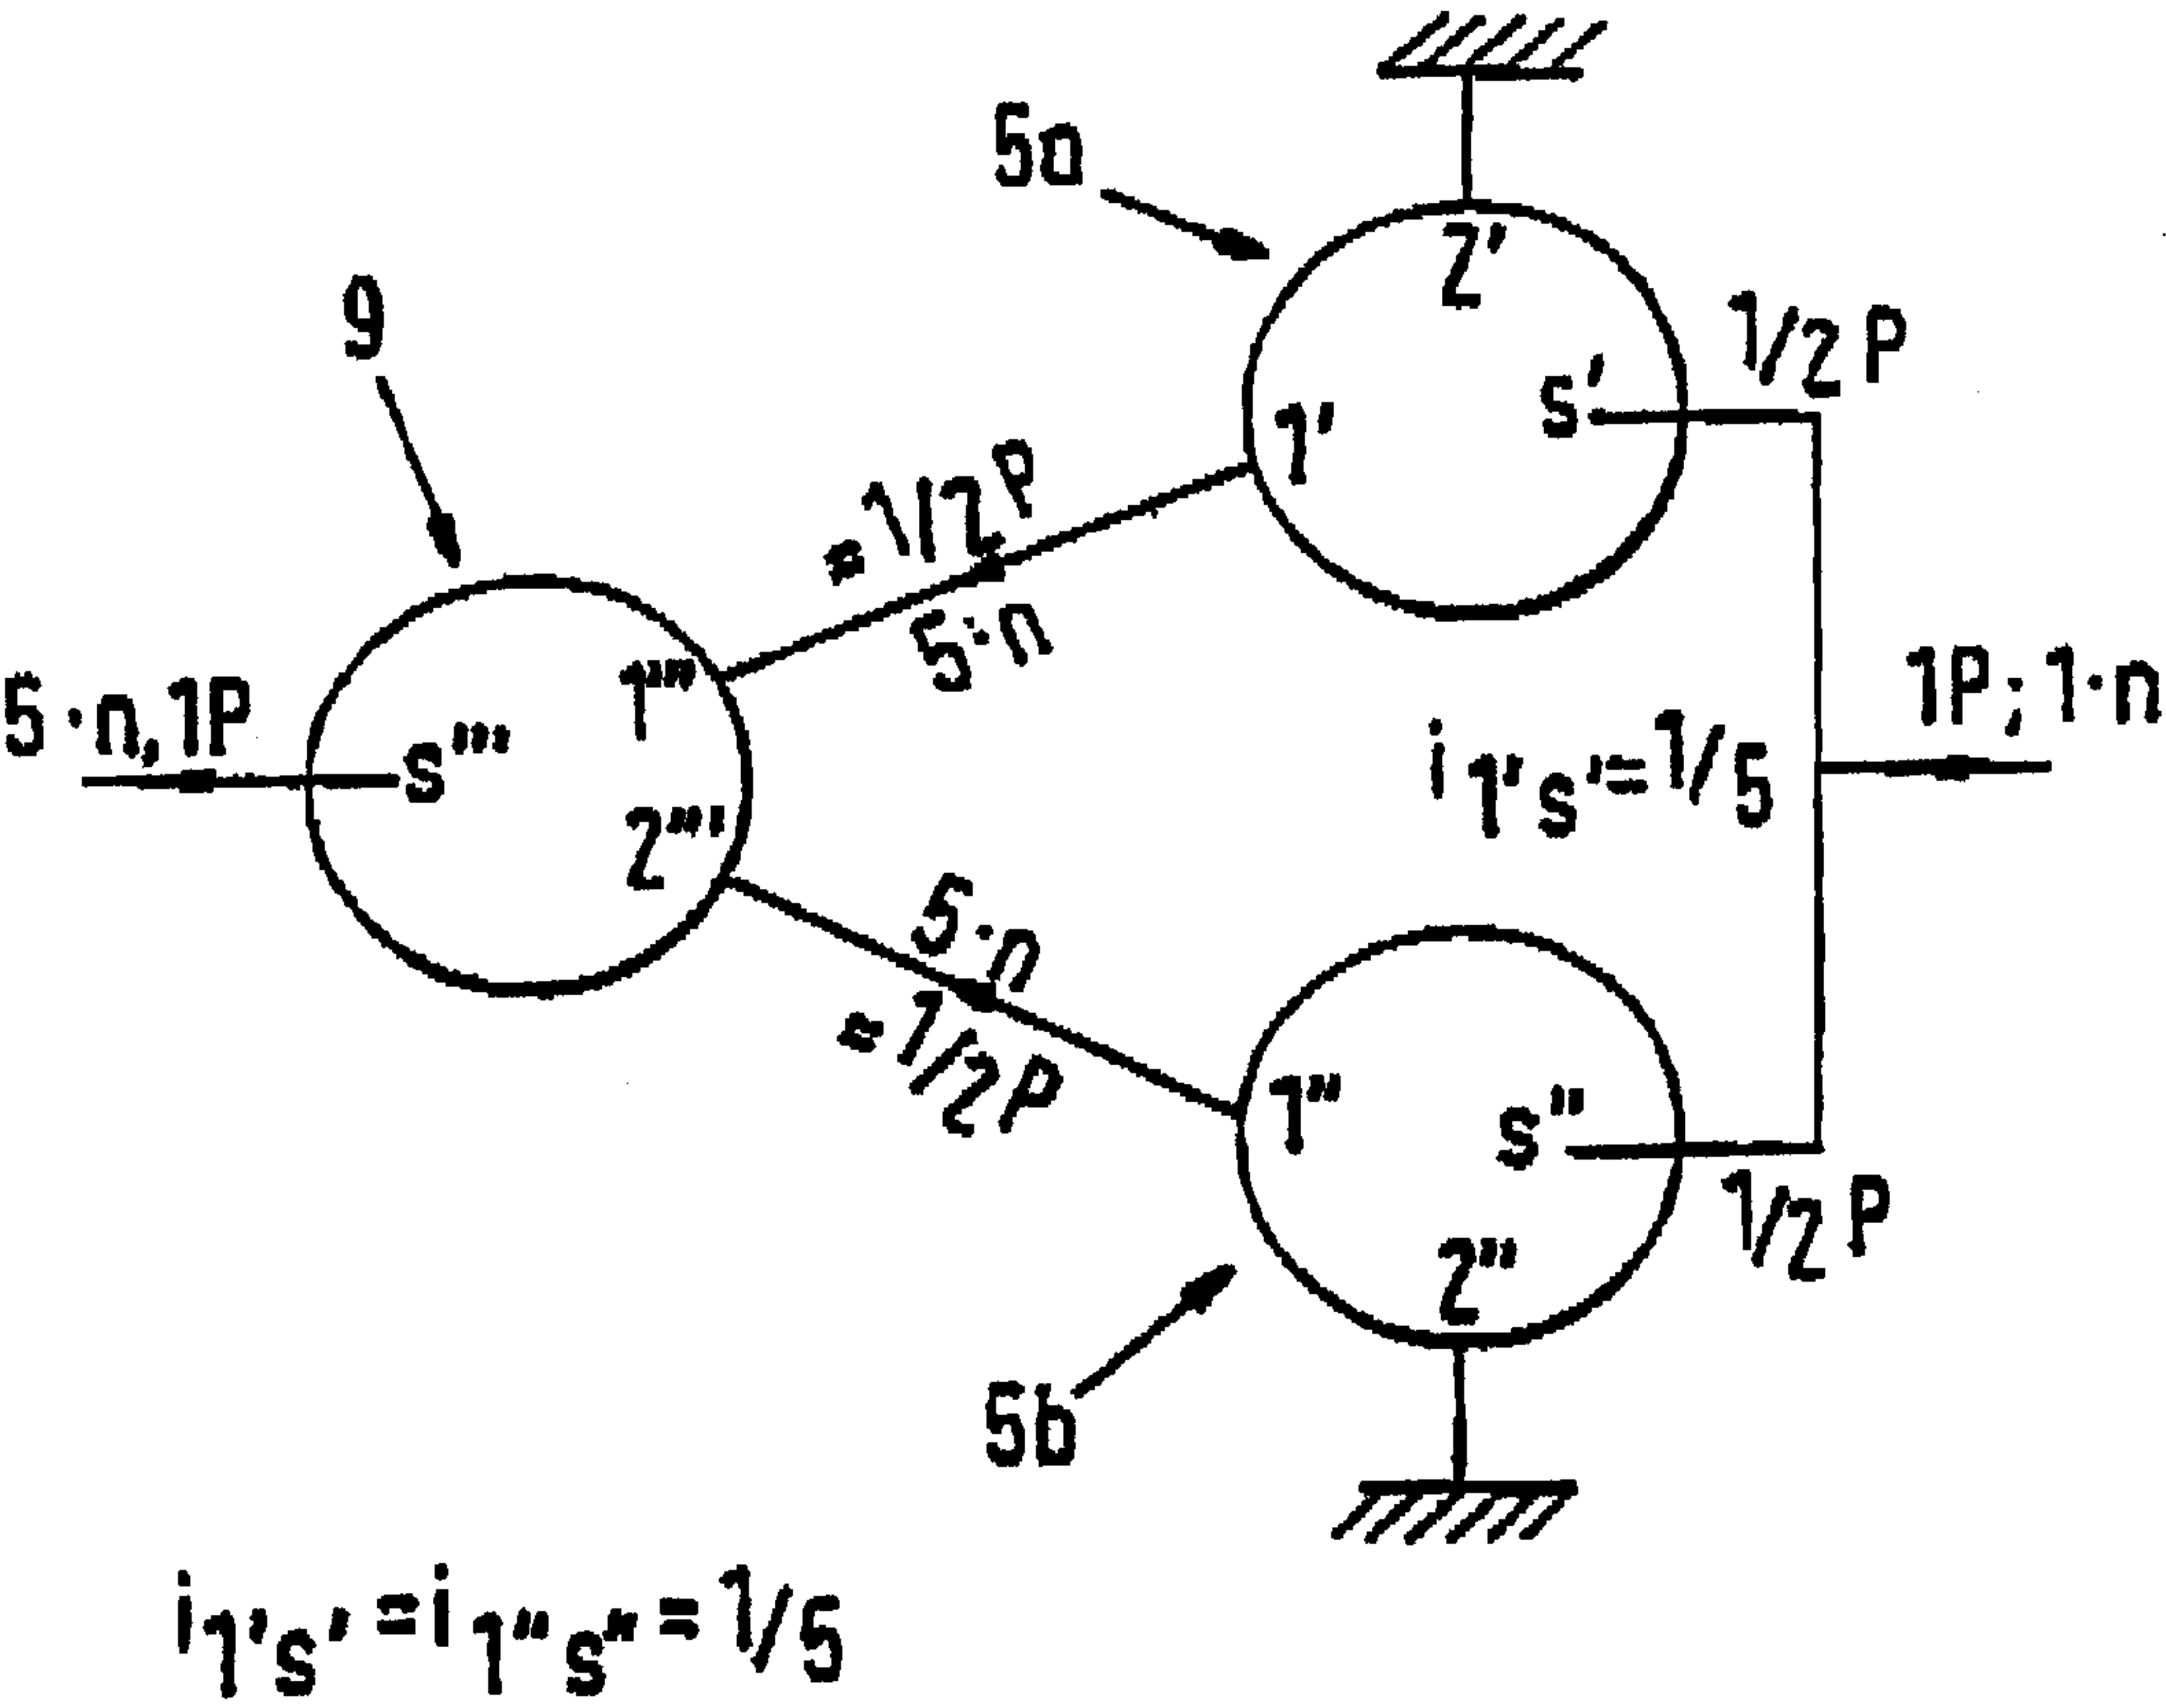 5a
2'
1/2 P
s'
1'
9
≈1/2 P
5·n
5·n,1P
1'''
s'''
2'''
1P; 1·n
i1's'=1/5
5·n
≈1/2 P
1"
s"
1/2 P
2"
5b
i1's' = i1"s" = 1/5